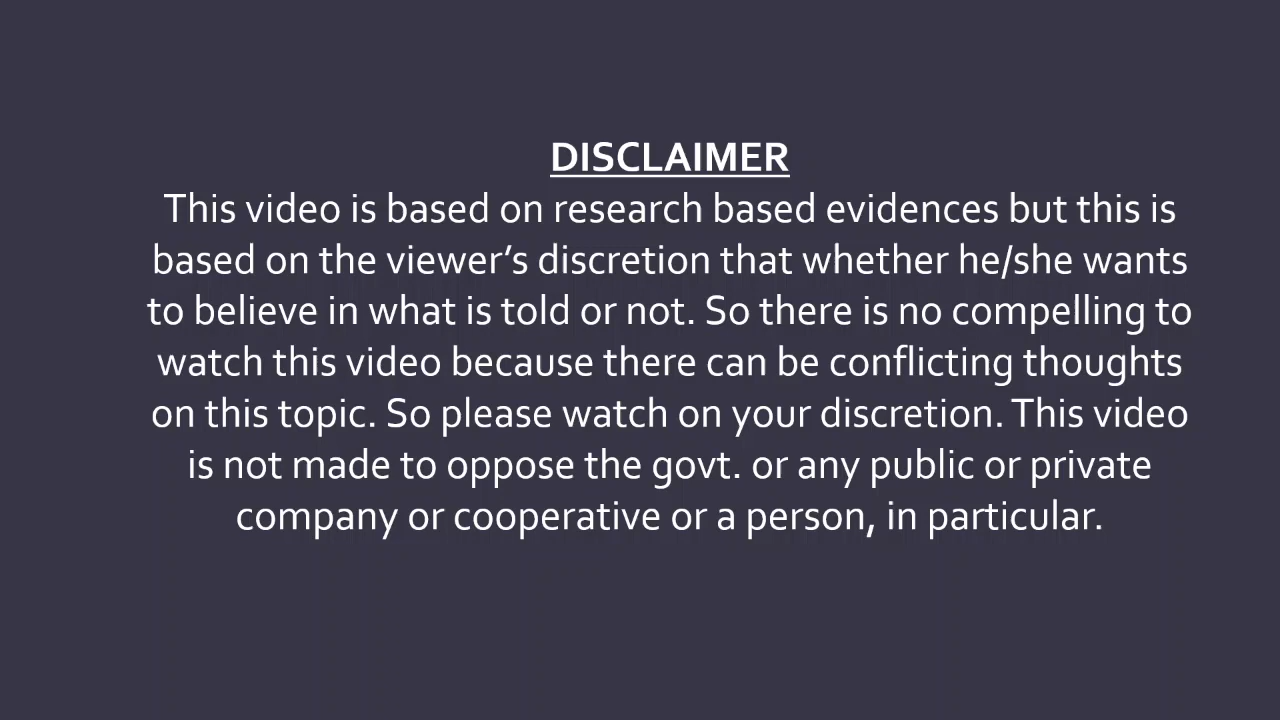 DISCLAIMER
This video is based on research based evidences but this is
based on the viewer’s discretion that whether he/she wants
to believe in what is told or not. So there is no compelling to
watch this video because there can be conflicting thoughts
on this topic. So please watch on your discretion. This video
is not made to oppose the govt. or any public or private
company or cooperative or a person, in particular.